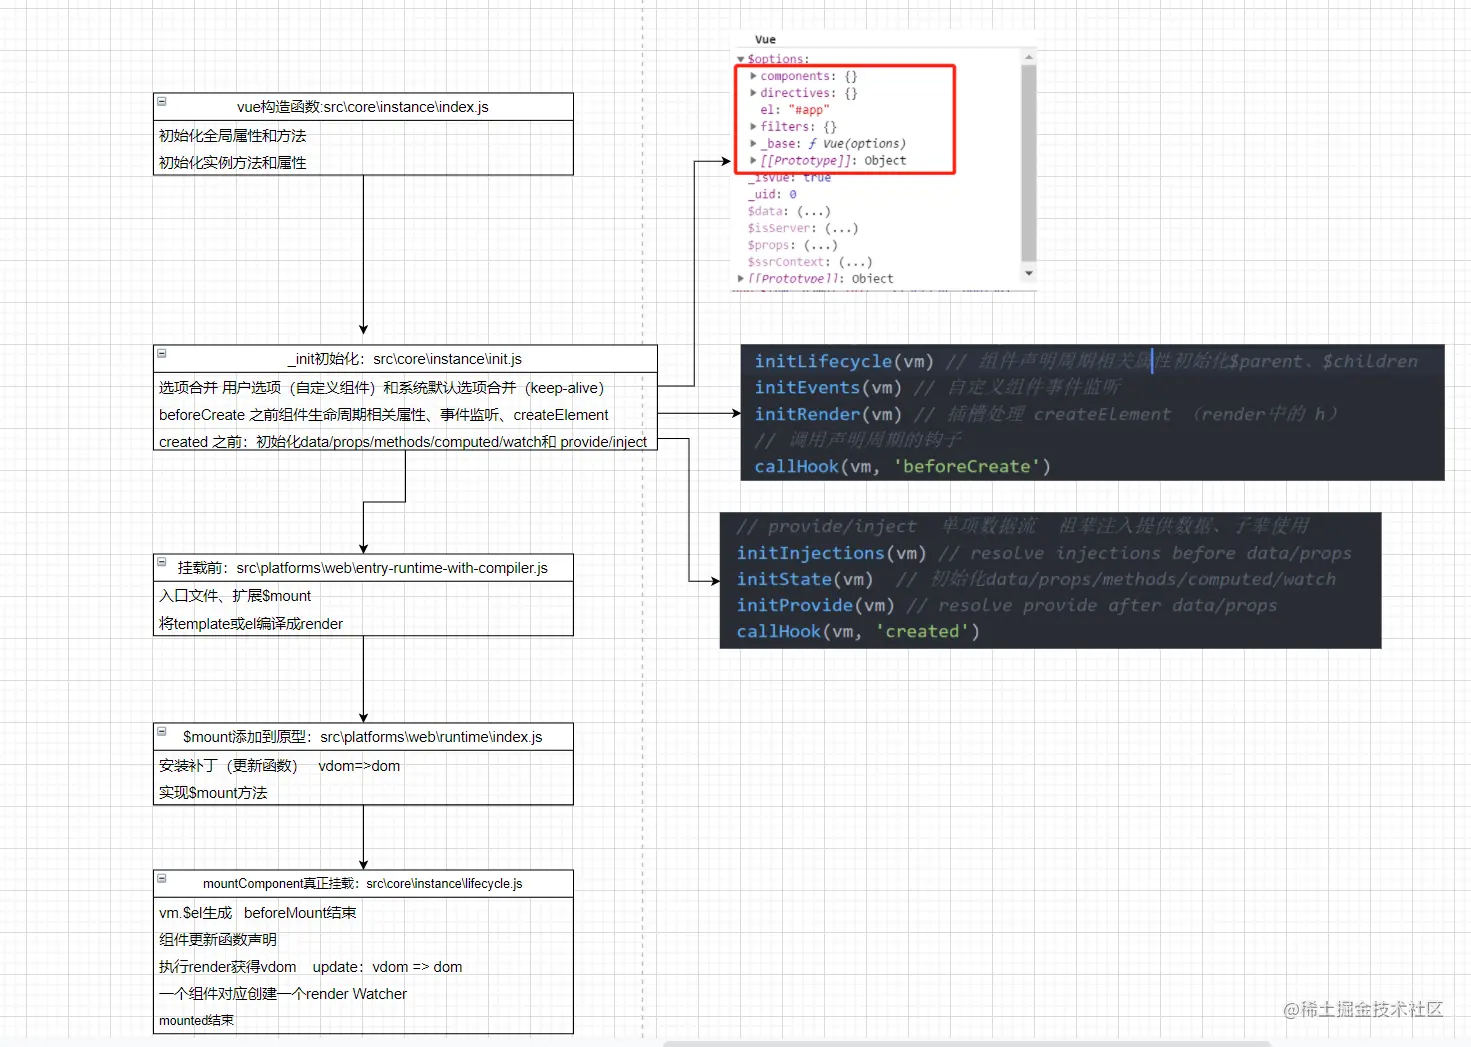 vue构造函数:src\core\instance\index.js
初始化全局属性和方法
初始化实例方法和属性
_init初始化：src\core\instance\init.js
选项合并 用户选项（自定义组件）和系统默认选项合并（keep-alive）
beforeCreate 之前组件生命周期相关属性、事件监听、createElement
created 之前：初始化data/props/methods/computed/watch和 provide/inject
挂载前：src\platforms\web\entry-runtime-with-compiler.js
入口文件、扩展$mount
将template或el编译成render
$mount添加到原型：src\platforms\web\runtime\index.js
安装补丁（更新函数） vdom=>dom
实现$mount方法
mountComponent真正挂载：src\core\instance\lifecycle.js
vm.$el生成 beforeMount结束
组件更新函数声明
执行render获得vdom update：vdom => dom
一个组件对应创建一个render Watcher
mounted结束
Vue
$options:
components: {}
directives: {}
el: "#app"
filters: {}
_base: ƒ Vue(options)
[[Prototype]]: Object
_isVue: true
_uid: 0
$data: (...)
$isServer: (...)
$props: (...)
$ssrContext: (...)
[[Prototype]]: Object
initLifecycle(vm) // 组件声明周期相关属性初始化$parent、$children
initEvents(vm) // 自定义组件事件监听
initRender(vm) // 插槽处理 createElement （render中的 h）
// 调用声明周期的钩子
callHook(vm, 'beforeCreate')
// provide/inject 单项数据流 祖辈注入提供数据、子辈使用
initInjections(vm) // resolve injections before data/props
initState(vm) // 初始化data/props/methods/computed/watch
initProvide(vm) // resolve provide after data/props
callHook(vm, 'created')
@稀土掘金技术社区